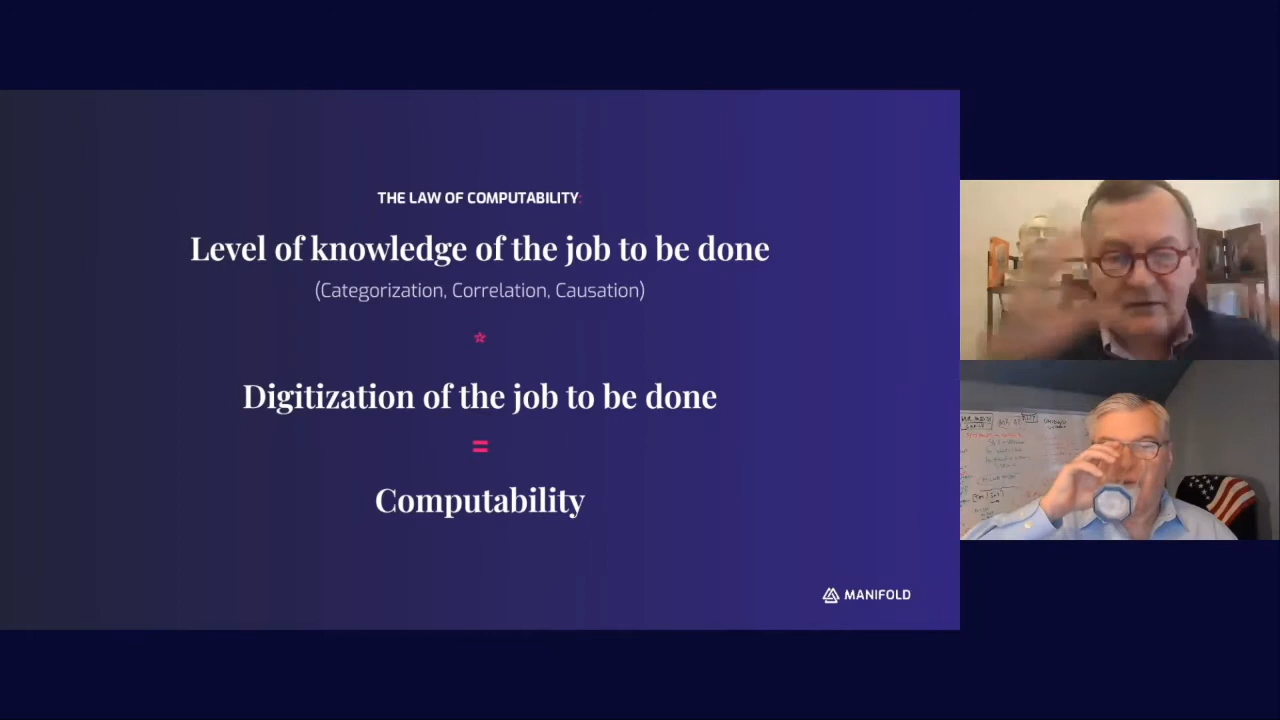 THE LAW OF COMPUTABILITY:
Level of knowledge of the job to be done
(Categorization, Correlation, Causation)
*
Digitization of the job to be done
=
Computability
MANIFOLD